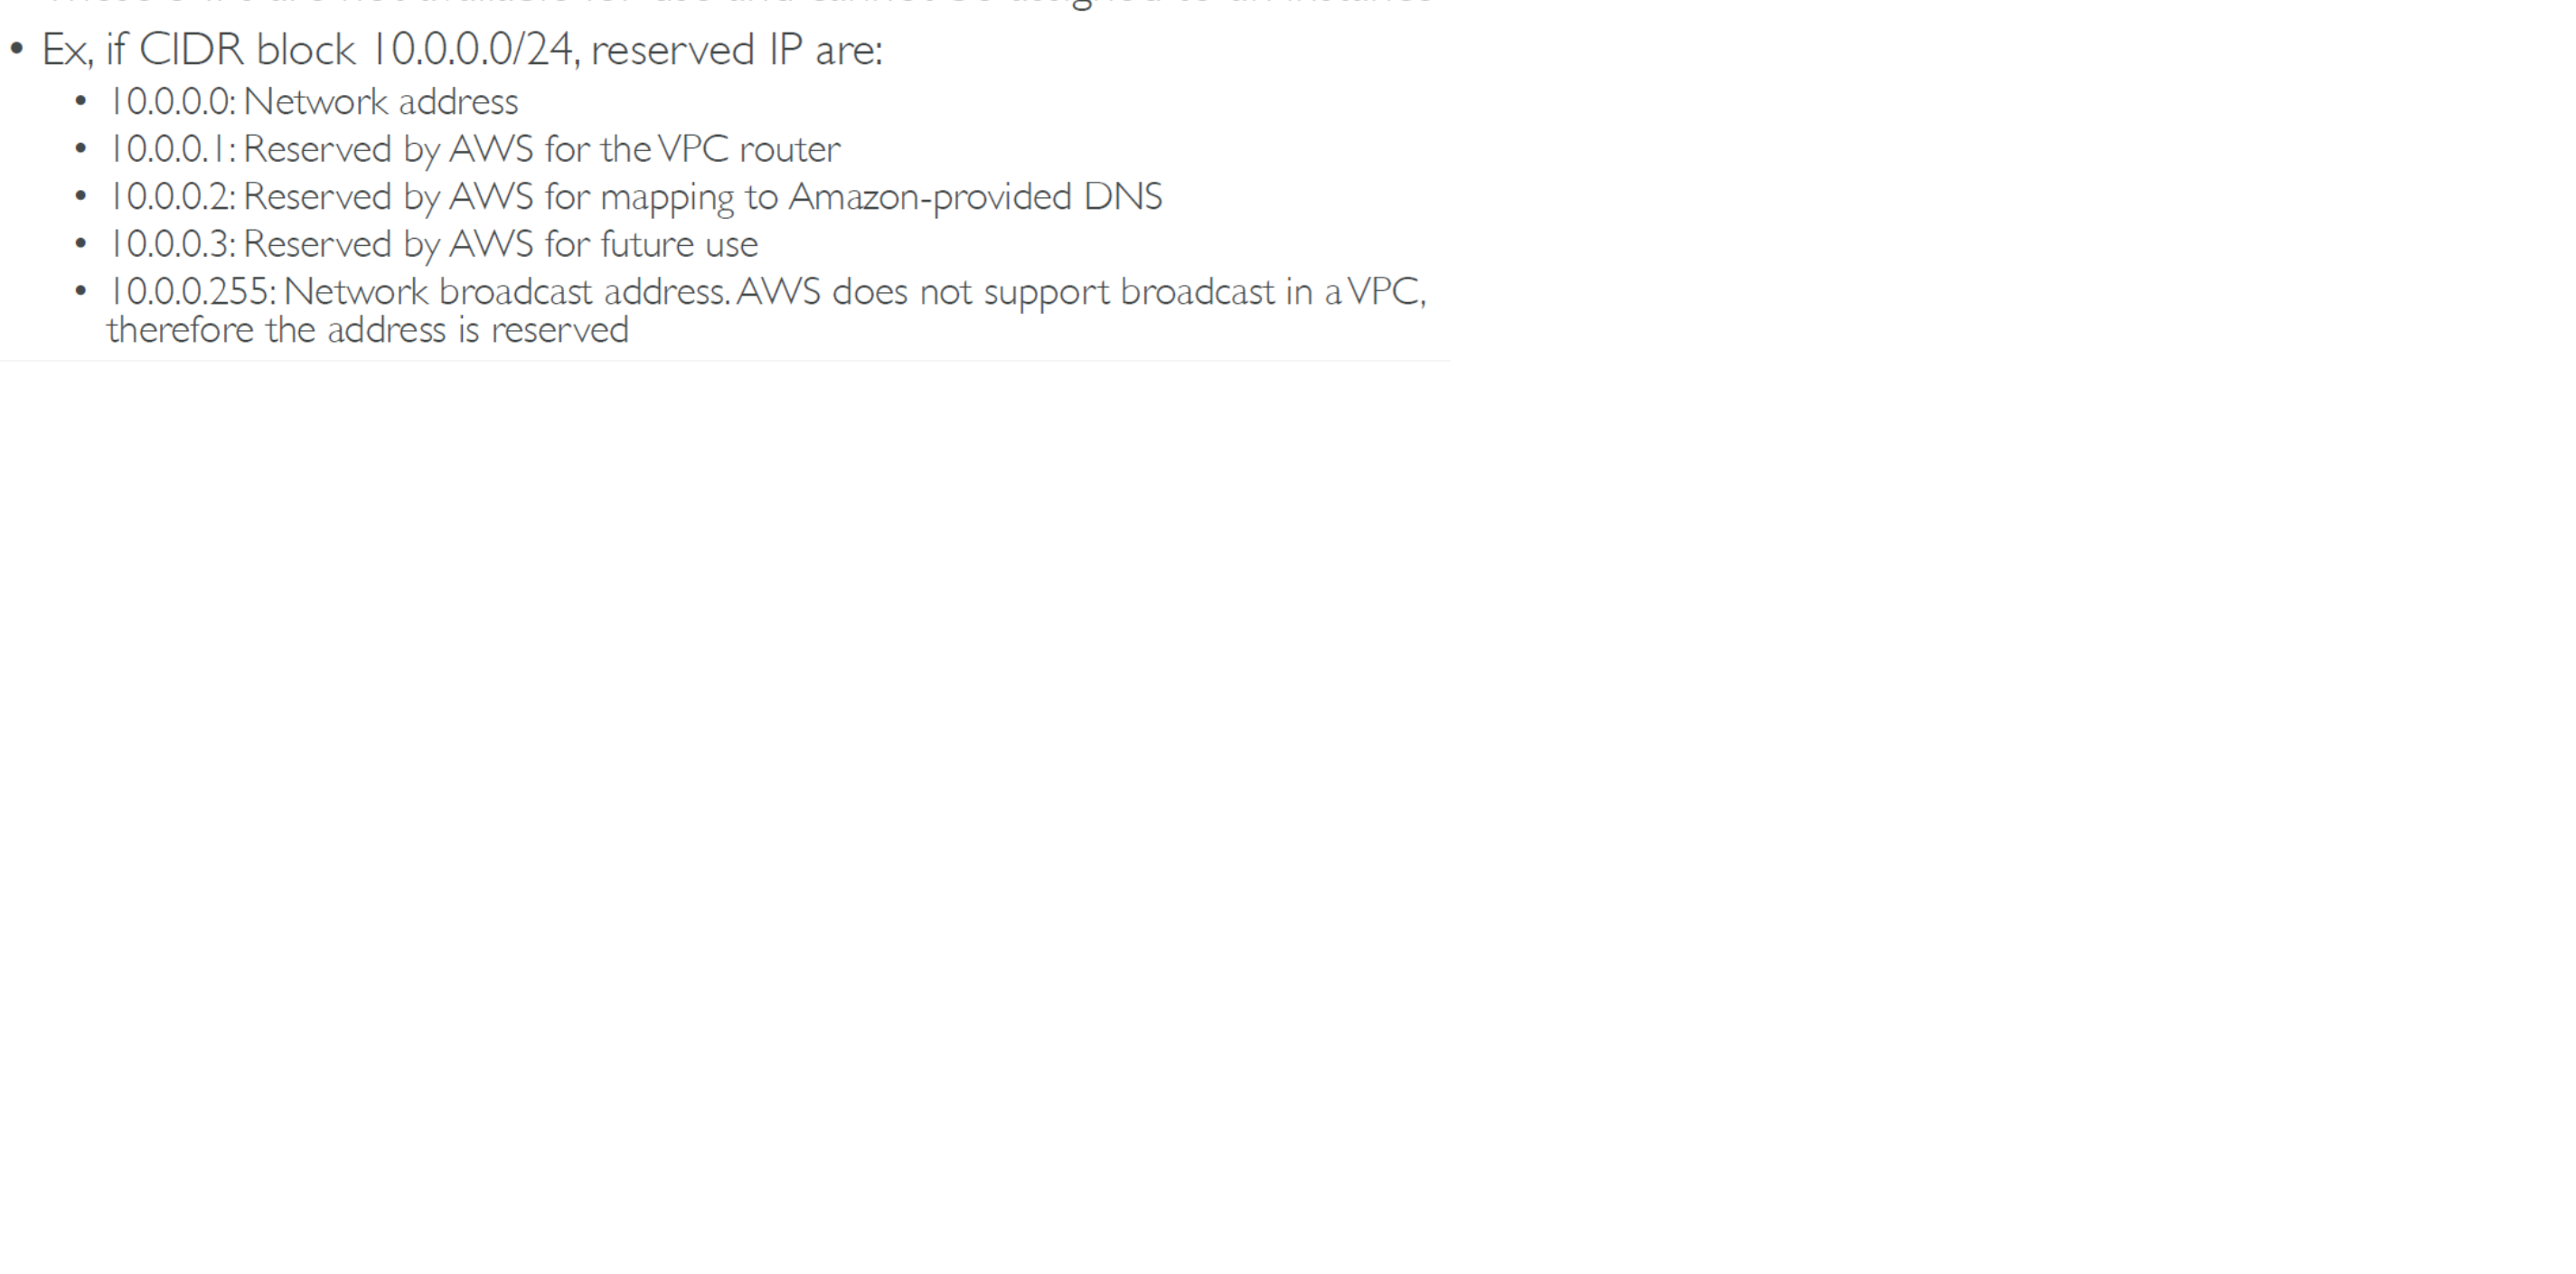 • Ex, if CIDR block 10.0.0.0/24, reserved IP are:
• 10.0.0.0: Network address
• 10.0.0.1: Reserved by AWS for the VPC router
• 10.0.0.2: Reserved by AWS for mapping to Amazon-provided DNS
• 10.0.0.3: Reserved by AWS for future use
• 10.0.0.255: Network broadcast address. AWS does not support broadcast in a VPC,
therefore the address is reserved